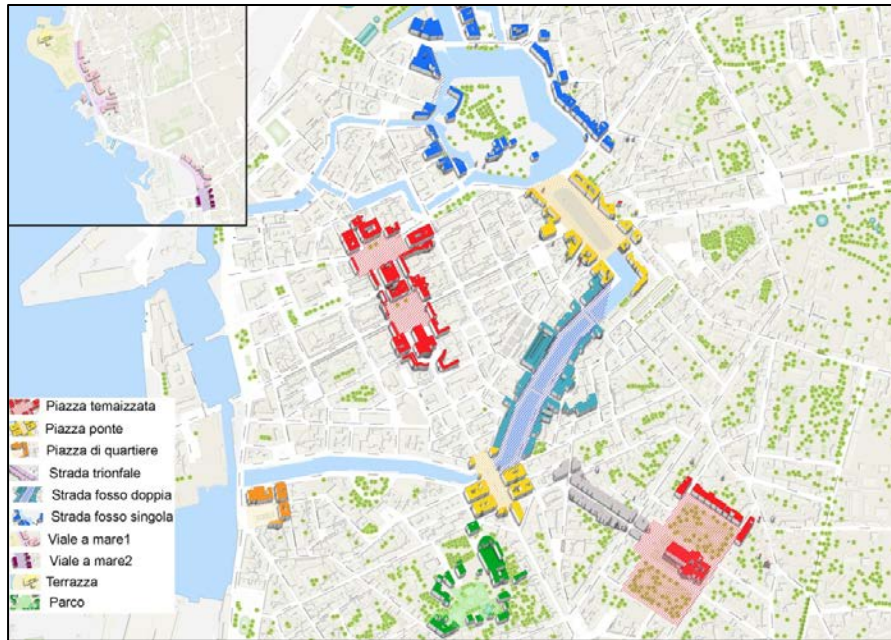 Piazza temaizzata
Piazza ponte
Piazza di quartiere
Strada trionfale
Strada fosso doppia
Strada fosso singola
Viale a mare1
Viale a mare2
Terrazza
Parco